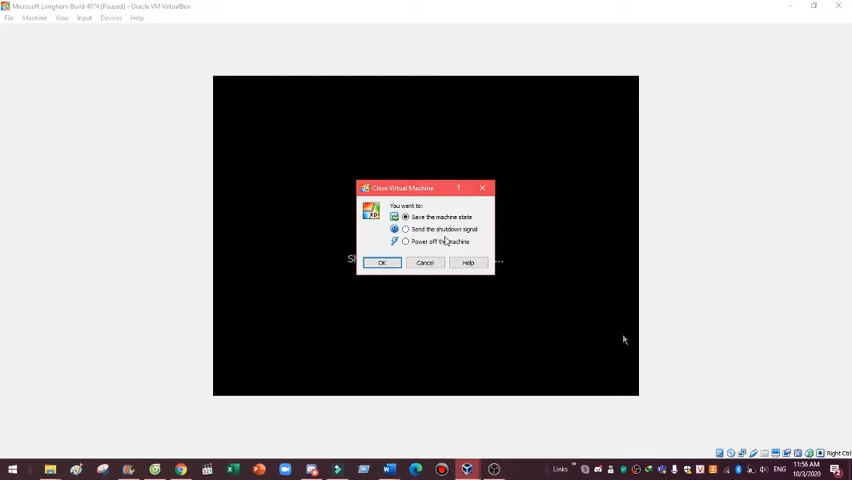 Microsoft Longhorn Build 4074 [Paused] - Oracle VM VirtualBox
File Machine View Input Devices Help
Close Virtual Machine ?
You want to:
xp
Save the machine state
Send the shutdown signal
Power off the machine
OK Cancel Help
...
Links
ENG
11:56 AM
10/3/2020
2
Right Ctrl